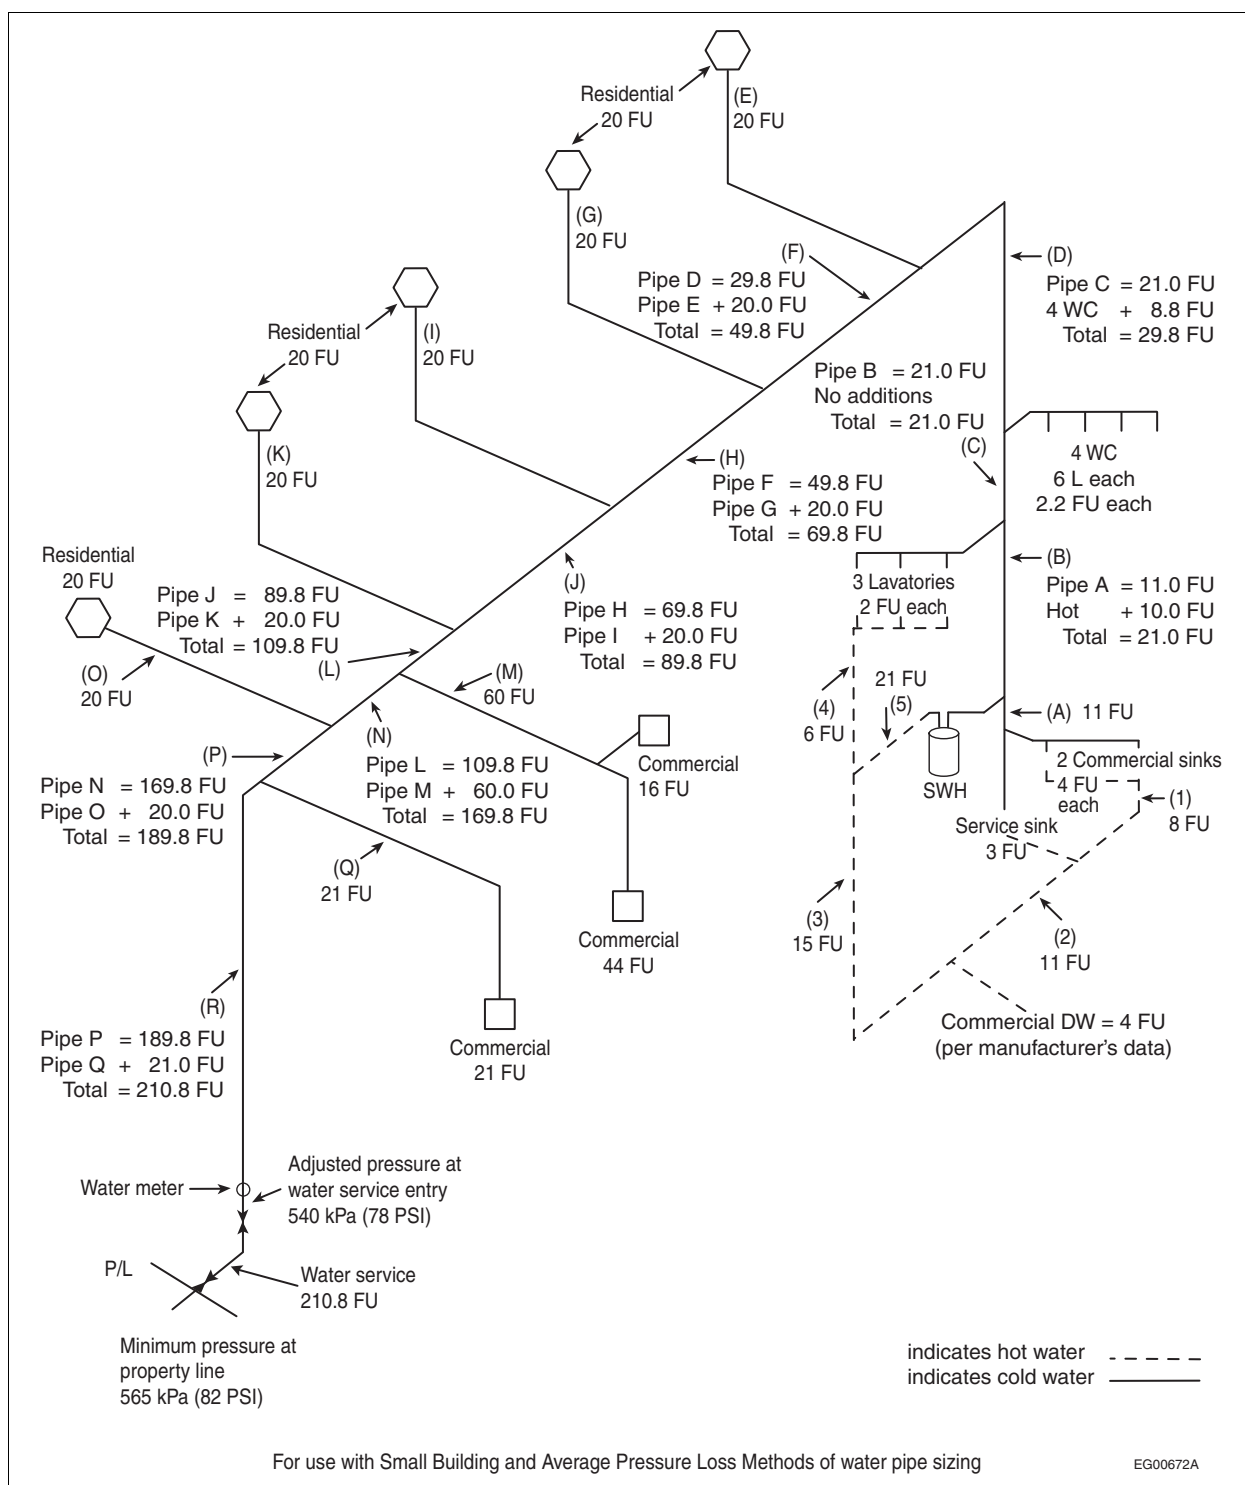 Residential
20 FU
(E)
20 FU
(G)
20 FU
(F)
Pipe D = 29.8 FU
Pipe E + 20.0 FU
Total = 49.8 FU
(D)
Pipe C = 21.0 FU
4 WC + 8.8 FU
Total = 29.8 FU
Residential
20 FU
(I)
20 FU
(K)
20 FU
Pipe B = 21.0 FU
No additions
Total = 21.0 FU
(C)
4 WC
6 L each
2.2 FU each
(H)
Pipe F = 49.8 FU
Pipe G + 20.0 FU
Total = 69.8 FU
Residential
20 FU
Pipe J = 89.8 FU
Pipe K + 20.0 FU
Total = 109.8 FU
(L)
(J)
Pipe H = 69.8 FU
Pipe I + 20.0 FU
Total = 89.8 FU
3 Lavatories
2 FU each
(B)
Pipe A = 11.0 FU
Hot + 10.0 FU
Total = 21.0 FU
(O)
20 FU
(M)
60 FU
(4)
6 FU
21 FU
(5)
(A) 11 FU
(P)
Pipe N = 169.8 FU
Pipe O + 20.0 FU
Total = 189.8 FU
(N)
Pipe L = 109.8 FU
Pipe M + 60.0 FU
Total = 169.8 FU
Commercial
16 FU
SWH
2 Commercial sinks
4 FU
each
(1)
8 FU
Service sink
3 FU
(Q)
21 FU
Commercial
44 FU
(3)
15 FU
(2)
11 FU
(R)
Pipe P = 189.8 FU
Pipe Q + 21.0 FU
Total = 210.8 FU
Commercial
21 FU
Commercial DW = 4 FU
(per manufacturer's data)
Water meter
Adjusted pressure at
water service entry
540 kPa (78 PSI)
P/L
Water service
210.8 FU
Minimum pressure at
property line
565 kPa (82 PSI)
indicates hot water
indicates cold water
For use with Small Building and Average Pressure Loss Methods of water pipe sizing
EG00672A